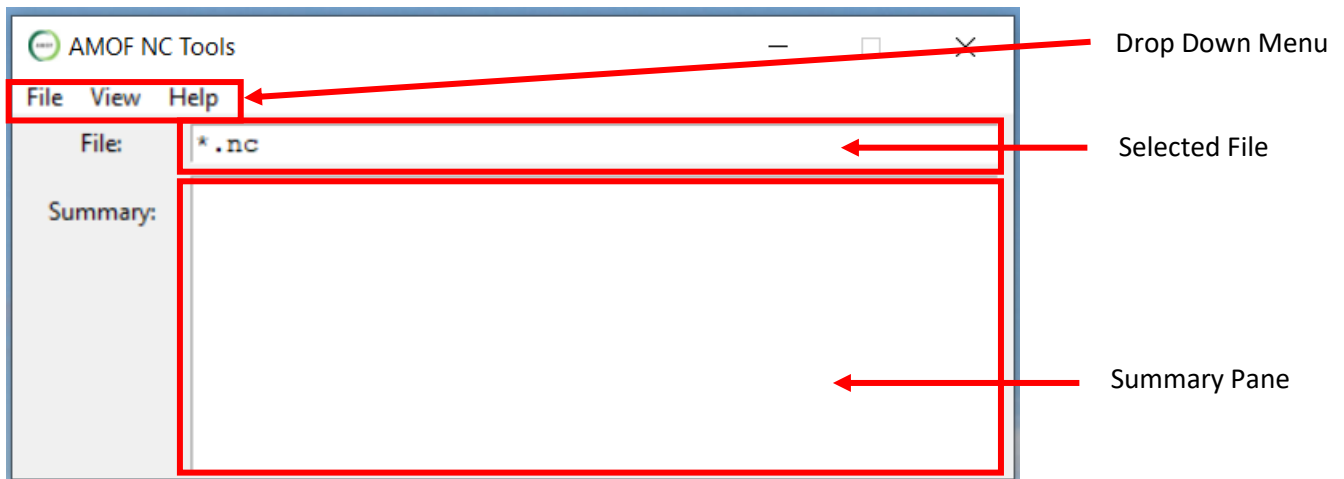 AMOF NC Tools
Drop Down Menu
File View Help
File: *.nc
Selected File
Summary:
Summary Pane